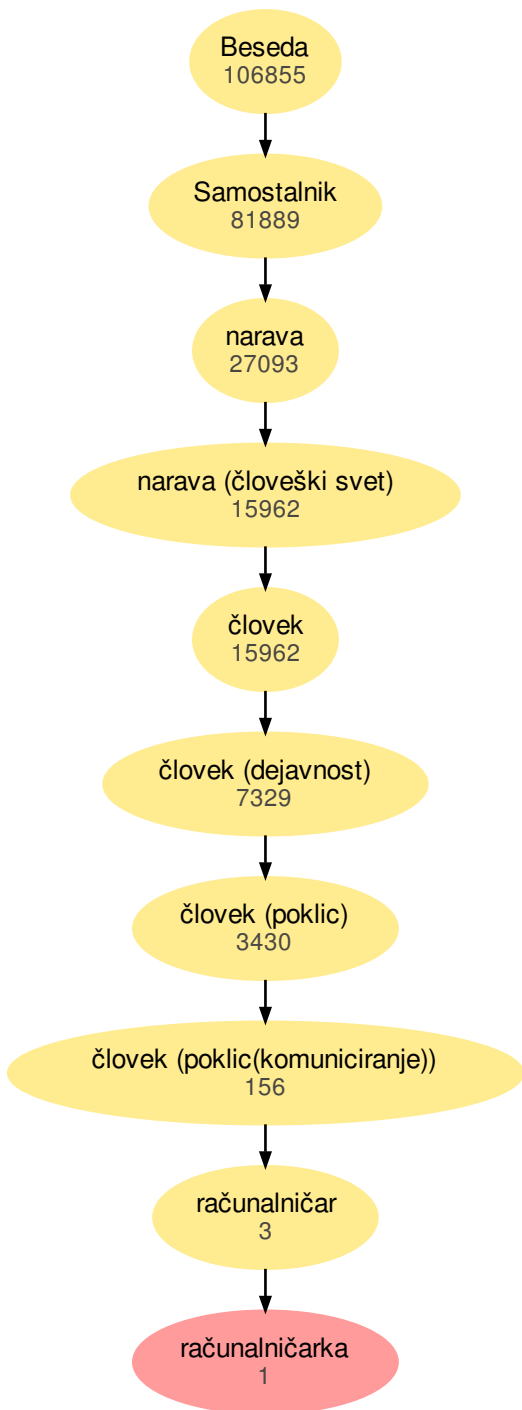 Beseda
106855
Samostalnik
81889
narava
27093
narava (človeški svet)
15962
človek
15962
človek (dejavnost)
7329
človek (poklic)
3430
človek (poklic(komuniciranje))
156
računalničar
3
računalničarka
1